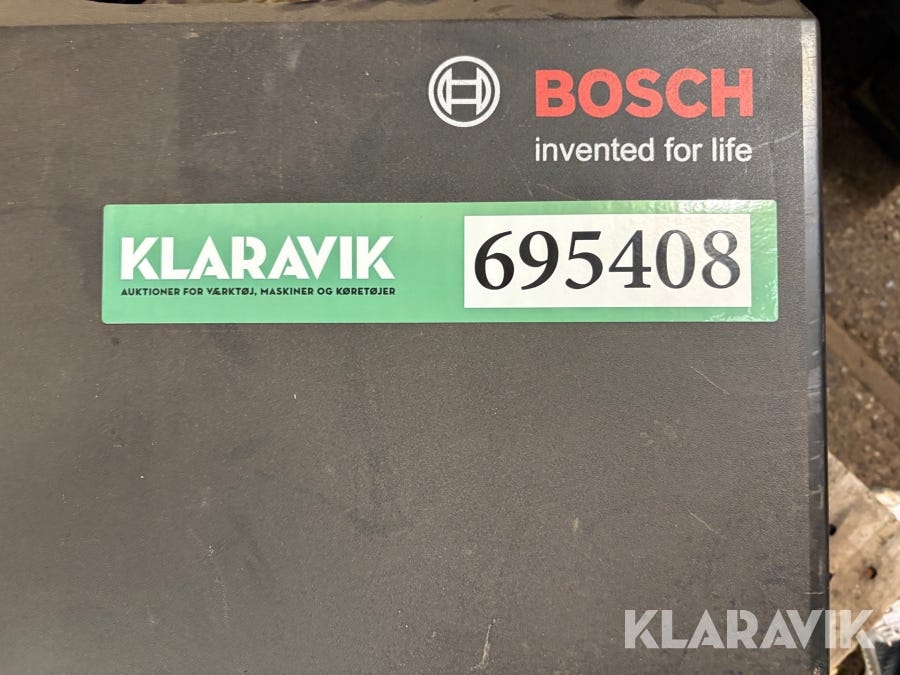 BOSCH
invented for life
KLARAVIK
AUKTIONER FOR VÆRKTØJ, MASKINER OG KØRETØJER
695408
KLARAVIK